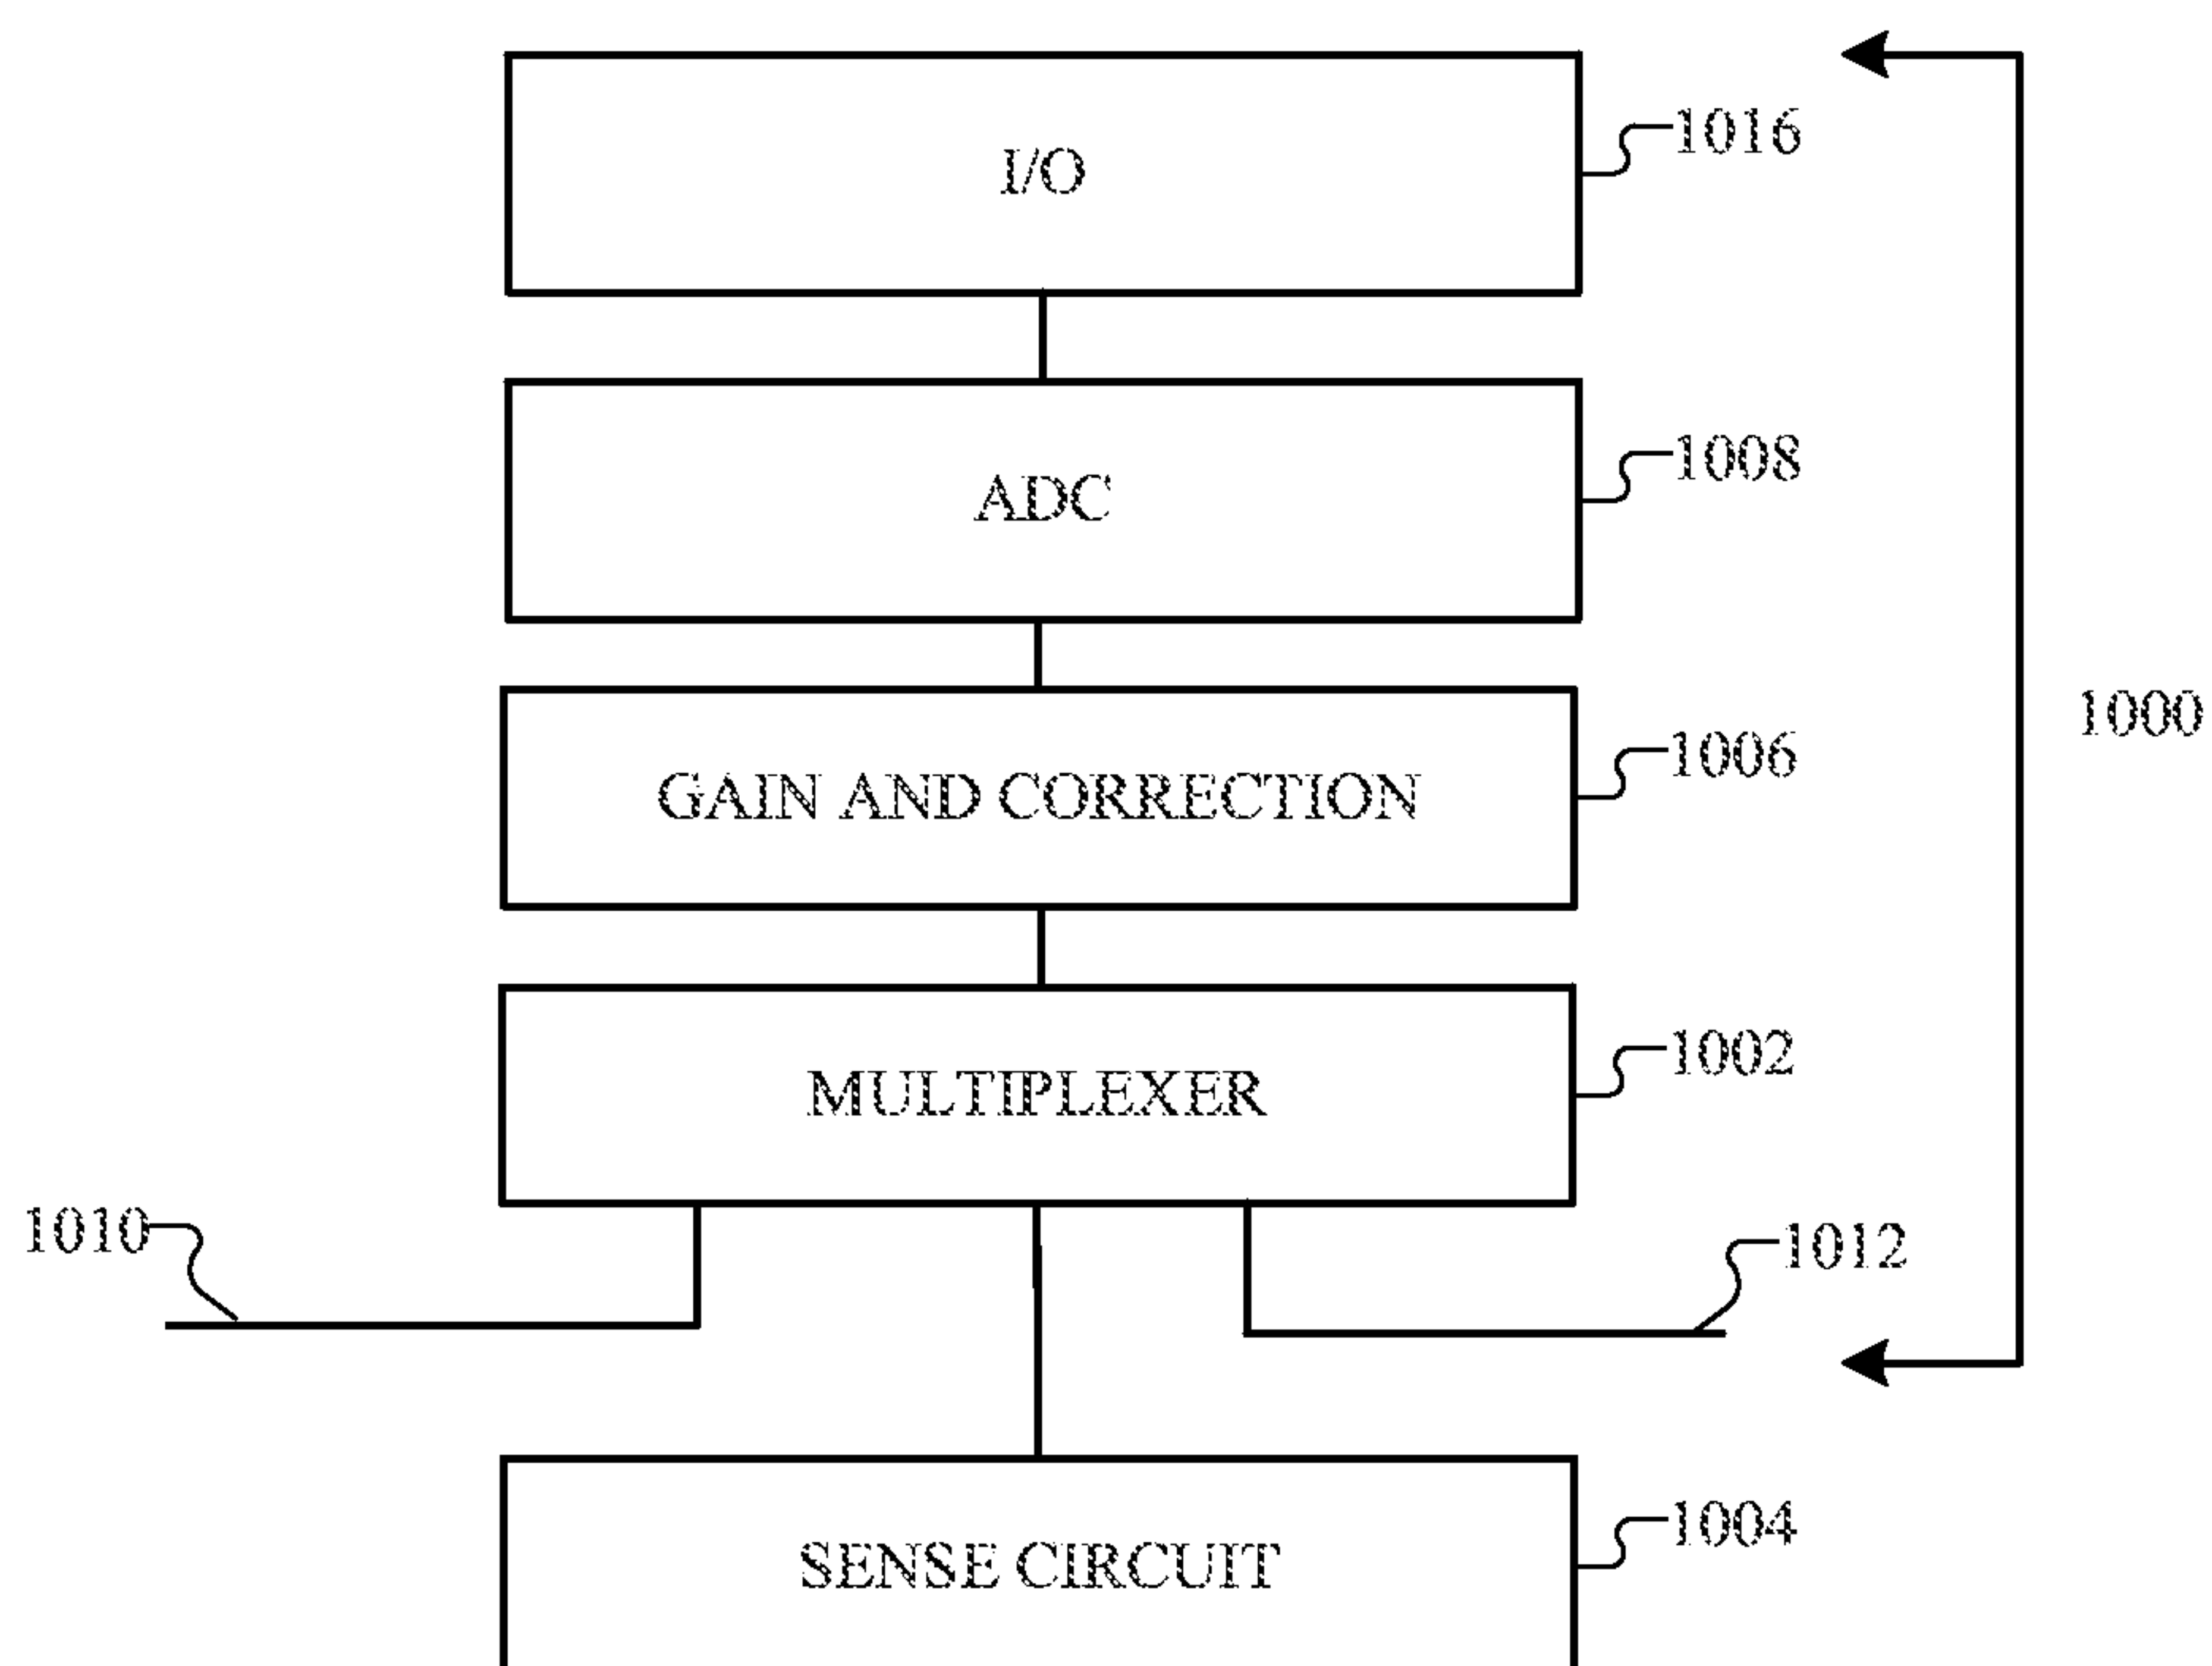 I/O
1016
ADC
1008
1000
GAIN AND CORRECTION
1006
MULTIPLEXER
1002
1010
1012
SENSE CIRCUIT
1004